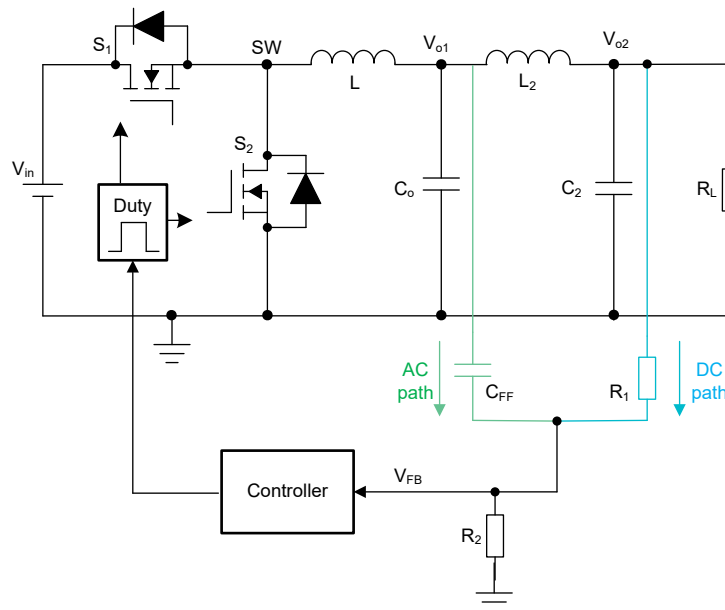 S1
SW
Vo1
Vo2
L
L2
S2
Vin
Duty
Co
C2
RL
AC
path
CFF
R1
DC
path
Controller
VFB
R2